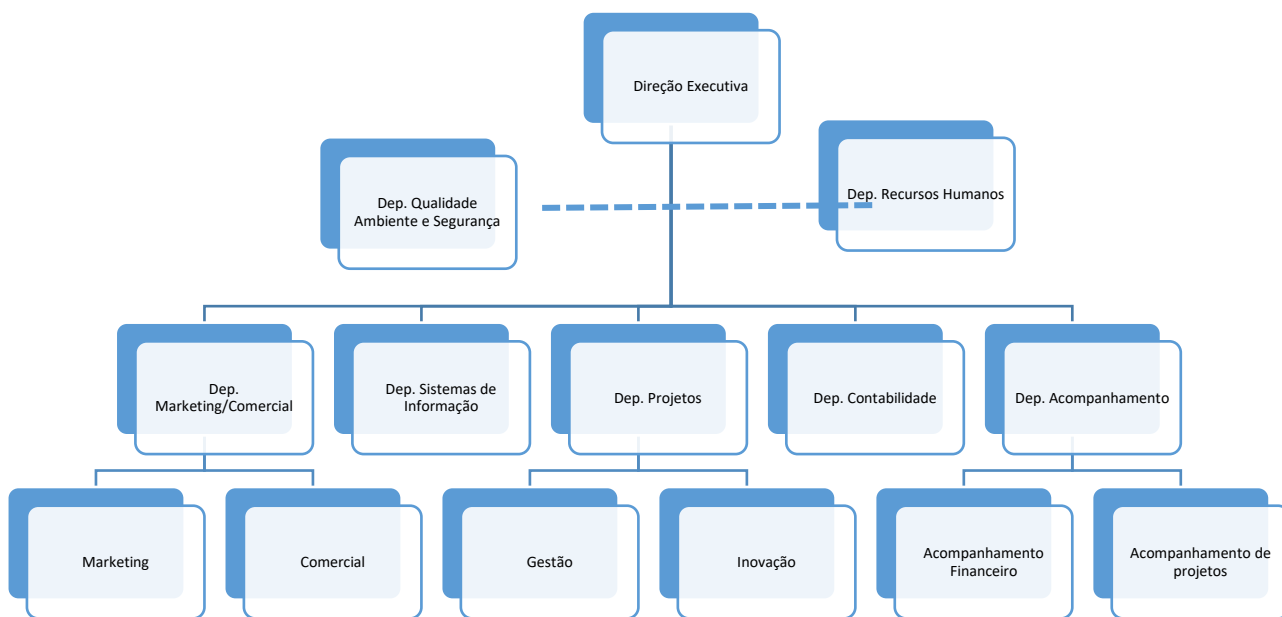 Direção Executiva
Dep. Qualidade
Ambiente e Segurança
Dep. Recursos Humanos
Dep.
Marketing/Comercial
Dep. Sistemas de
Informação
Dep. Projetos
Dep. Contabilidade
Dep. Acompanhamento
Marketing
Comercial
Gestão
Inovação
Acompanhamento
Financeiro
Acompanhamento de
projetos